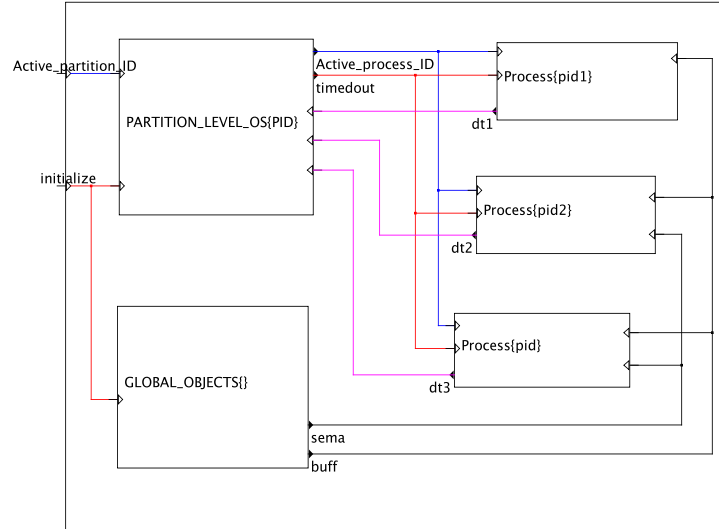 Active_partition_ID
Active_process_ID
timedout
Process{pid1}
PARTITION_LEVEL_OS{PID}
dt1
initialize
Process{pid2}
dt2
Process{pid}
GLOBAL_OBJECTS{}
dt3
sema
buff